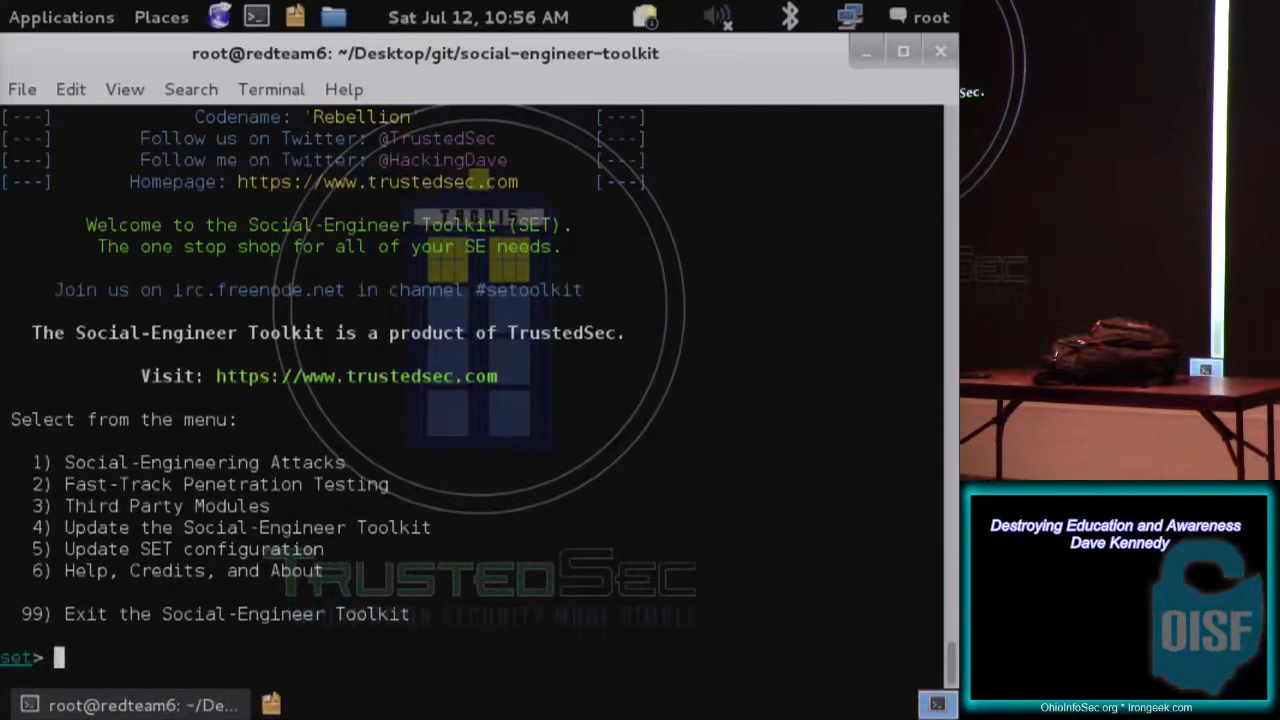 Applications Places Sat Jul 12, 10:56 AM root
root@redteam6: ~/Desktop/git/social-engineer-toolkit
File Edit View Search Terminal Help
[---] Codename: 'Rebellion' [---]
[---] Follow us on Twitter: @TrustedSec [---]
[---] Follow me on Twitter: @HackingDave [---]
[---] Homepage: https://www.trustedsec.com [---]
Welcome to the Social-Engineer Toolkit (SET).
The one stop shop for all of your SE needs.
Join us on irc.freenode.net in channel #setoolkit
The Social-Engineer Toolkit is a product of TrustedSec.
Visit: https://www.trustedsec.com
Select from the menu:
1) Social-Engineering Attacks
2) Fast-Track Penetration Testing
3) Third Party Modules
4) Update the Social-Engineer Toolkit
5) Update SET configuration
6) Help, Credits, and About
TRUSTEDSEC
99) Exit the Social-Engineer Toolkit
set>
root@redteam6: ~/De...
Sec.
Destroying Education and Awareness
Dave Kennedy
OISF
OhioInfoSec.org * Irongeek.com